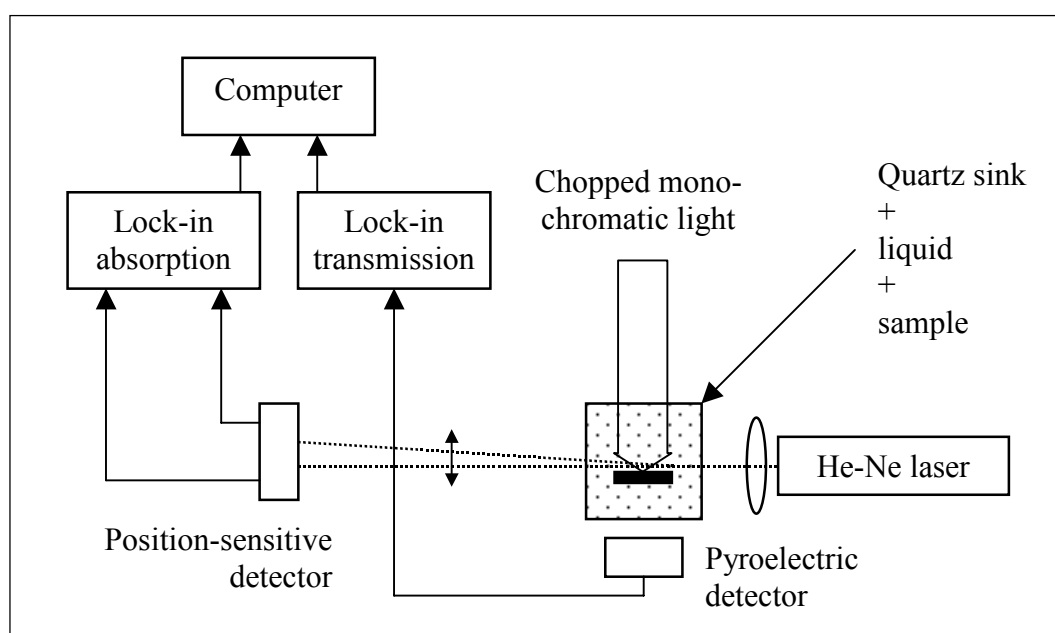 Computer
Lock-in
absorption
Lock-in
transmission
Chopped mono-
chromatic light
Quartz sink
+
liquid
+
sample
He-Ne laser
Position-sensitive
detector
Pyroelectric
detector